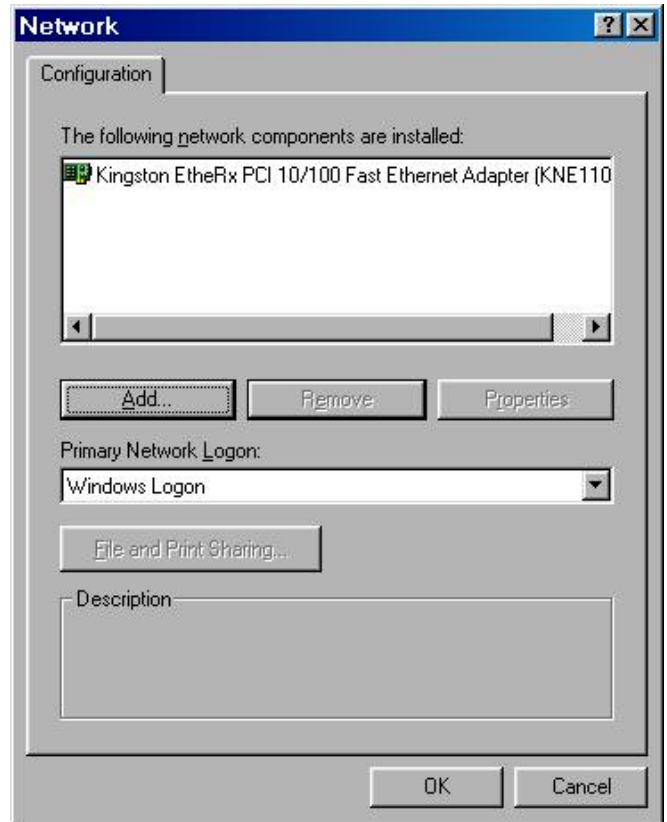 Network
Configuration
The following network components are installed:
Kingston EtheRx PCI 10/100 Fast Ethernet Adapter (KNE110
Add... Remove Properties
Primary Network Logon:
Windows Logon
File and Print Sharing...
Description
OK Cancel